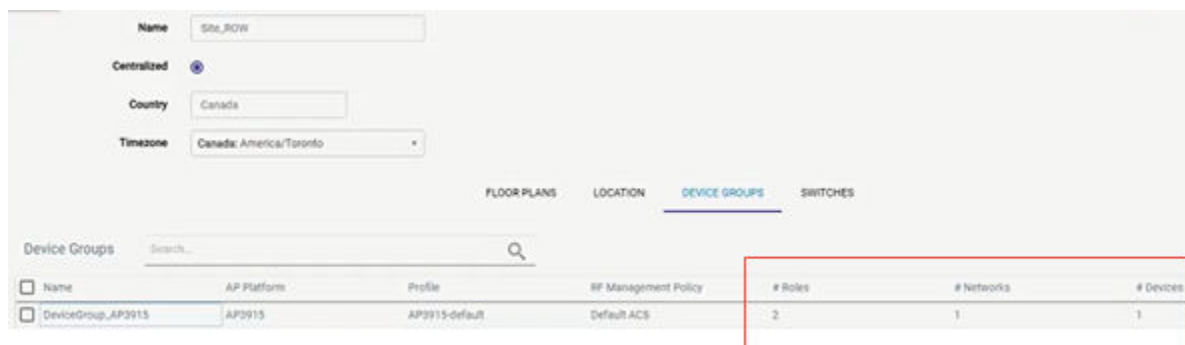 Name Site_ROW
Centralized
Country Canada
Timezone Canada: America/Toronto
FLOOR PLANS LOCATION DEVICE GROUPS SWITCHES
Device Groups Search...
Name AP Platform Profile RF Management Policy # Roles # Networks # Devices
DeviceGroup_AP3915 AP3915 AP3915-default Default ACS 2 1 1